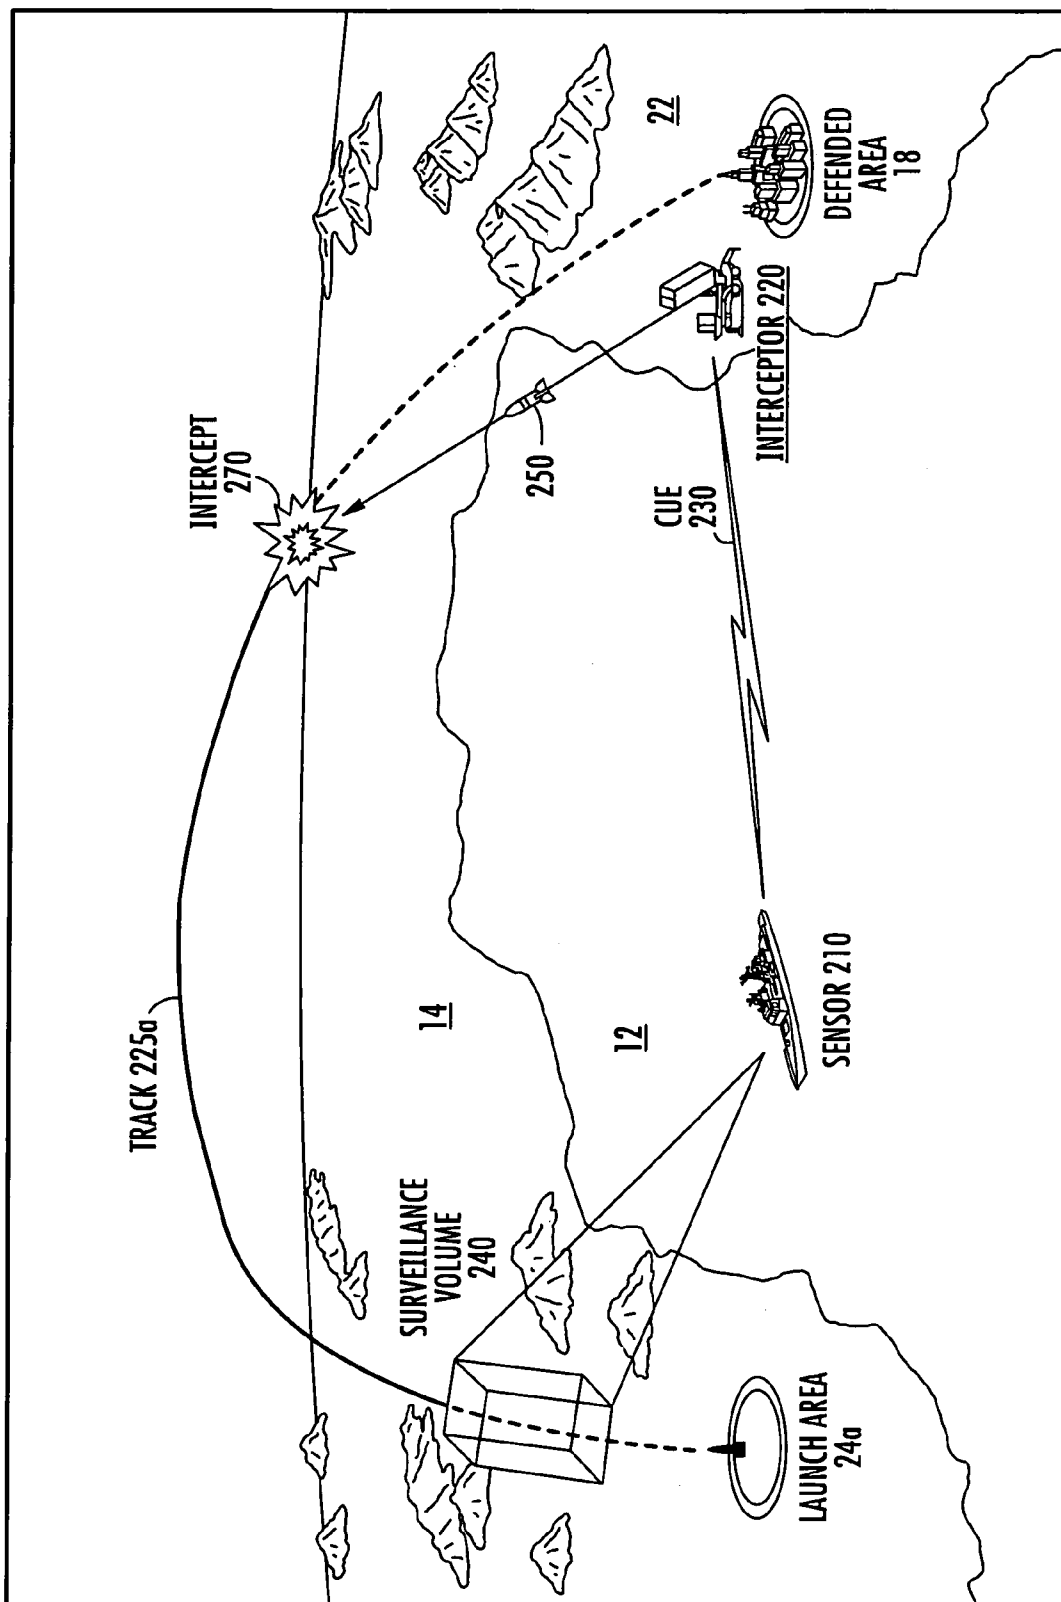 TRACK 225a
INTERCEPT
270
SURVEILLANCE
VOLUME
240
14
12
22
250
CUE
230
LAUNCH AREA
24a
SENSOR 210
INTERCEPTOR 220
DEFENDED
AREA
18